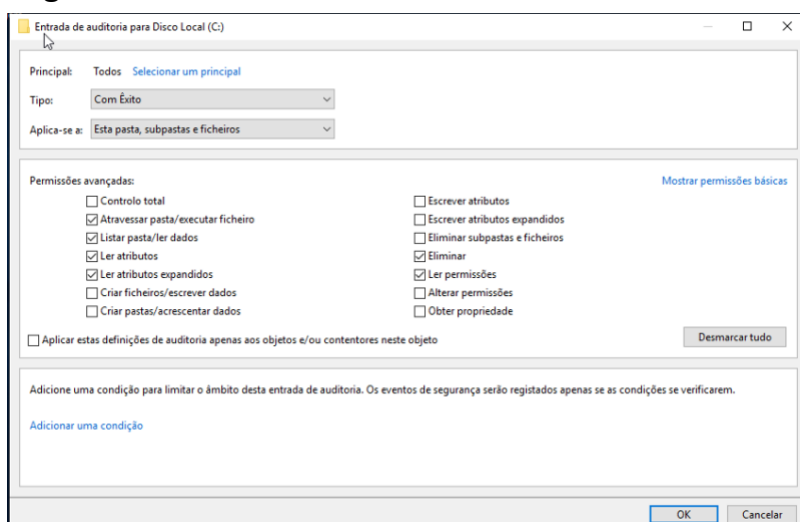 Entrada de auditoria para Disco Local (C:)
Principal: Todos Selecionar um principal
Tipo: Com Êxito
Aplica-se a: Esta pasta, subpastas e ficheiros
Permissões avançadas: Mostrar permissões básicas
Controlo total Escrever atributos
Atravessar pasta/executar ficheiro Escrever atributos expandidos
Listar pasta/ler dados Eliminar subpastas e ficheiros
Ler atributos Eliminar
Ler atributos expandidos Ler permissões
Criar ficheiros/escrever dados Alterar permissões
Criar pastas/acrescentar dados Obter propriedade
Aplicar estas definições de auditoria apenas aos objetos e/ou contentores neste objeto Desmarcar tudo
Adicione uma condição para limitar o âmbito desta entrada de auditoria. Os eventos de segurança serão registados apenas se as condições se verificarem.
Adicionar uma condição
OK Cancelar